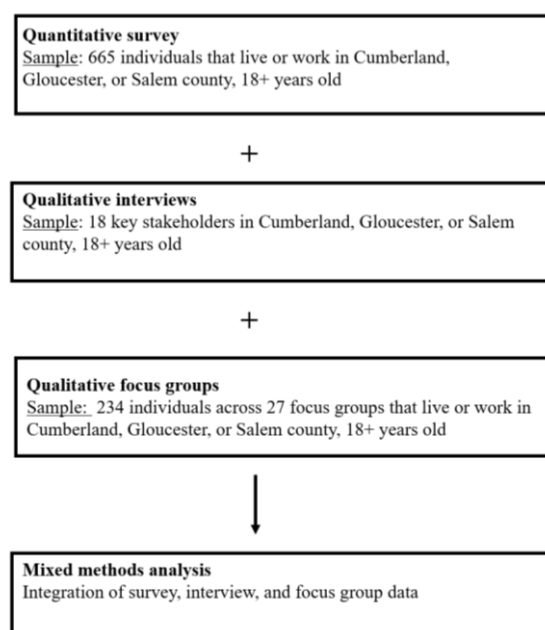 Quantitative survey
Sample: 665 individuals that live or work in Cumberland,
Gloucester, or Salem county, 18+ years old
+
Qualitative interviews
Sample: 18 key stakeholders in Cumberland, Gloucester, or Salem
county, 18+ years old
+
Qualitative focus groups
Sample: 234 individuals across 27 focus groups that live or work in
Cumberland, Gloucester, or Salem county, 18+ years old
Mixed methods analysis
Integration of survey, interview, and focus group data